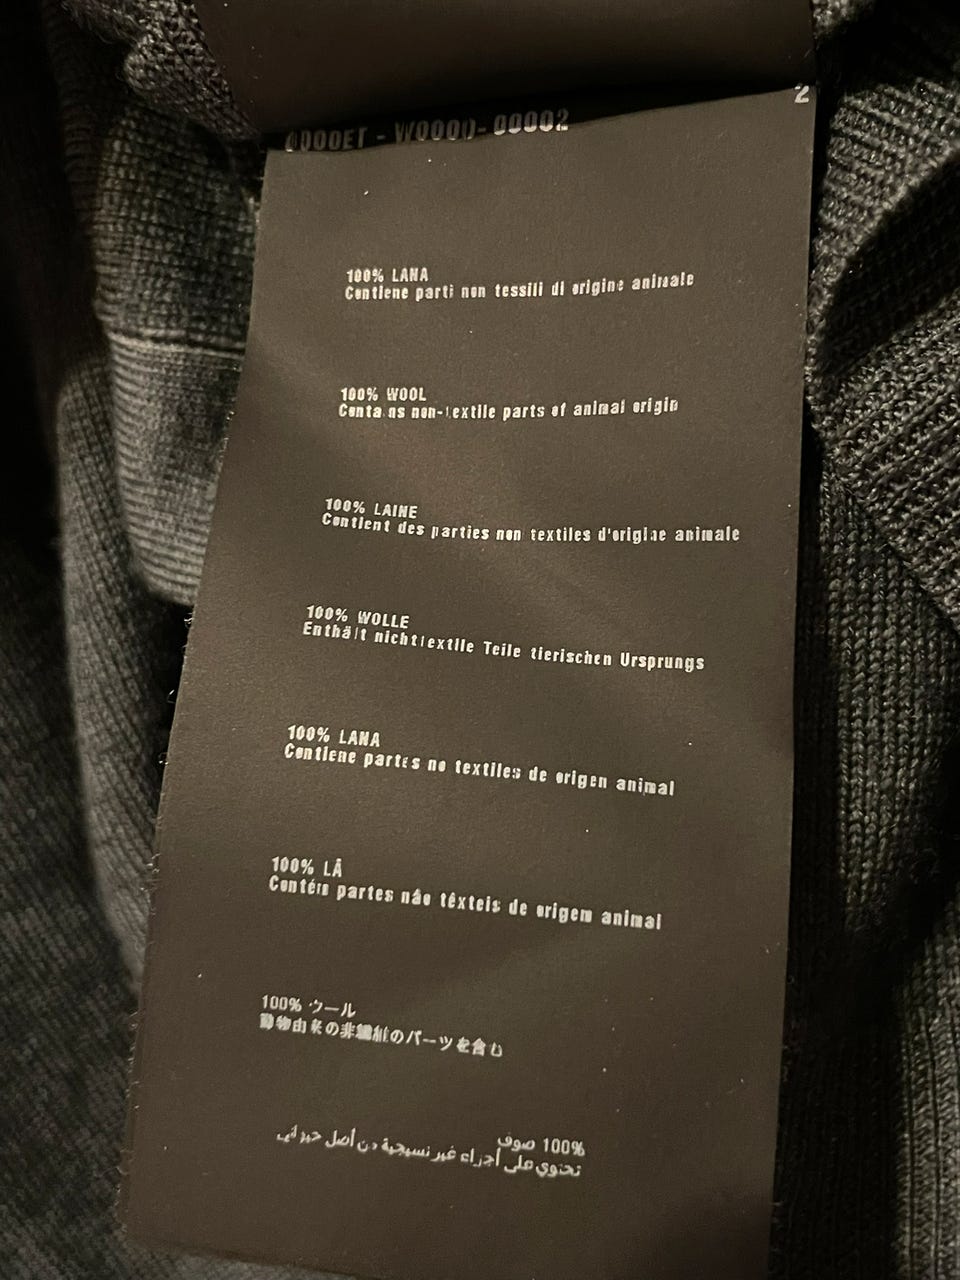 2
00002
100% LANA
Contiene parti non tessili di origine animale
100% WOOL
Contains non-textile parts of animal origin
100% LAINE
Contient des parties non textiles d'origine animale
100% WOLLE
Enthält nichttextile Teile tierischen Ursprungs
100% LANA
Contiene partes no textiles de origen animal
100% LÃ
Contém partes não têxteis de origem animal
100% ウール
動物由来の非繊維のパーツを含む
100% صوف
تحتوي على أجزاء غير نسيجية من أصل حيواني